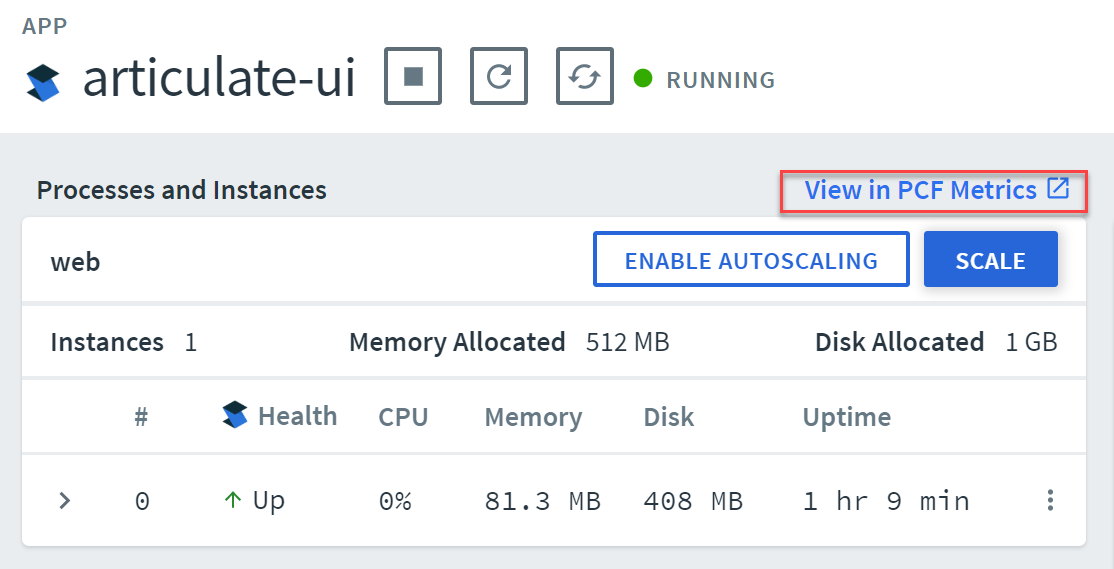 APP
articulate-ui RUNNING
Processes and Instances View in PCF Metrics
web ENABLE AUTOSCALING SCALE
Instances 1 Memory Allocated 512 MB Disk Allocated 1 GB
# Health CPU Memory Disk Uptime
0 Up 0% 81.3 MB 408 MB 1 hr 9 min